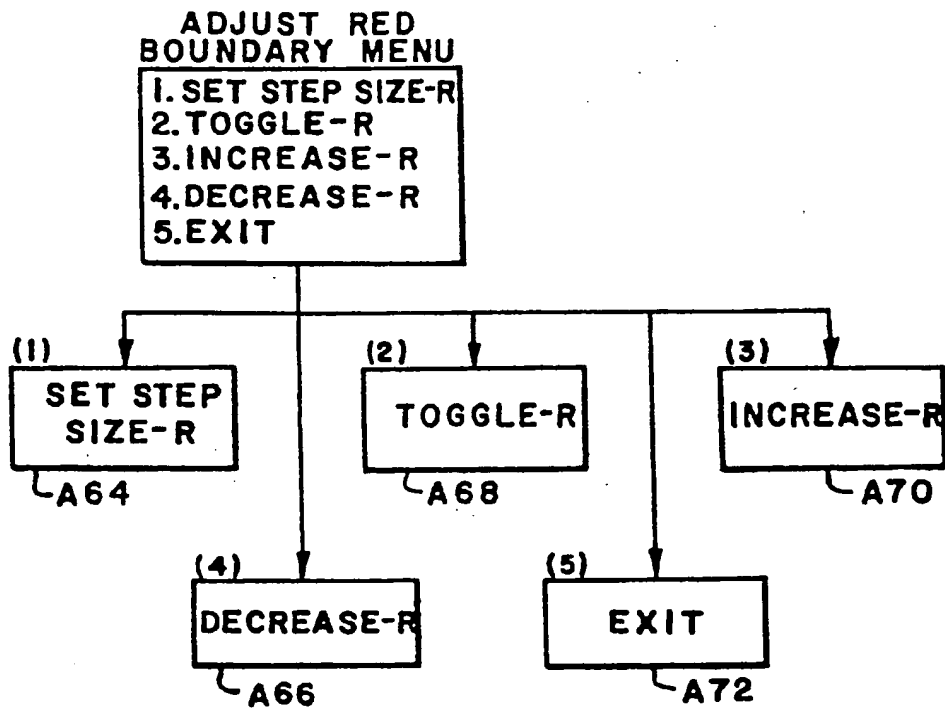 ADJUST RED
BOUNDARY MENU
1. SET STEP SIZE-R
2. TOGGLE-R
3. INCREASE-R
4. DECREASE-R
5. EXIT
(1)
SET STEP
SIZE-R
A64
(2)
TOGGLE-R
A68
(3)
INCREASE-R
A70
(4)
DECREASE-R
A66
(5)
EXIT
A72